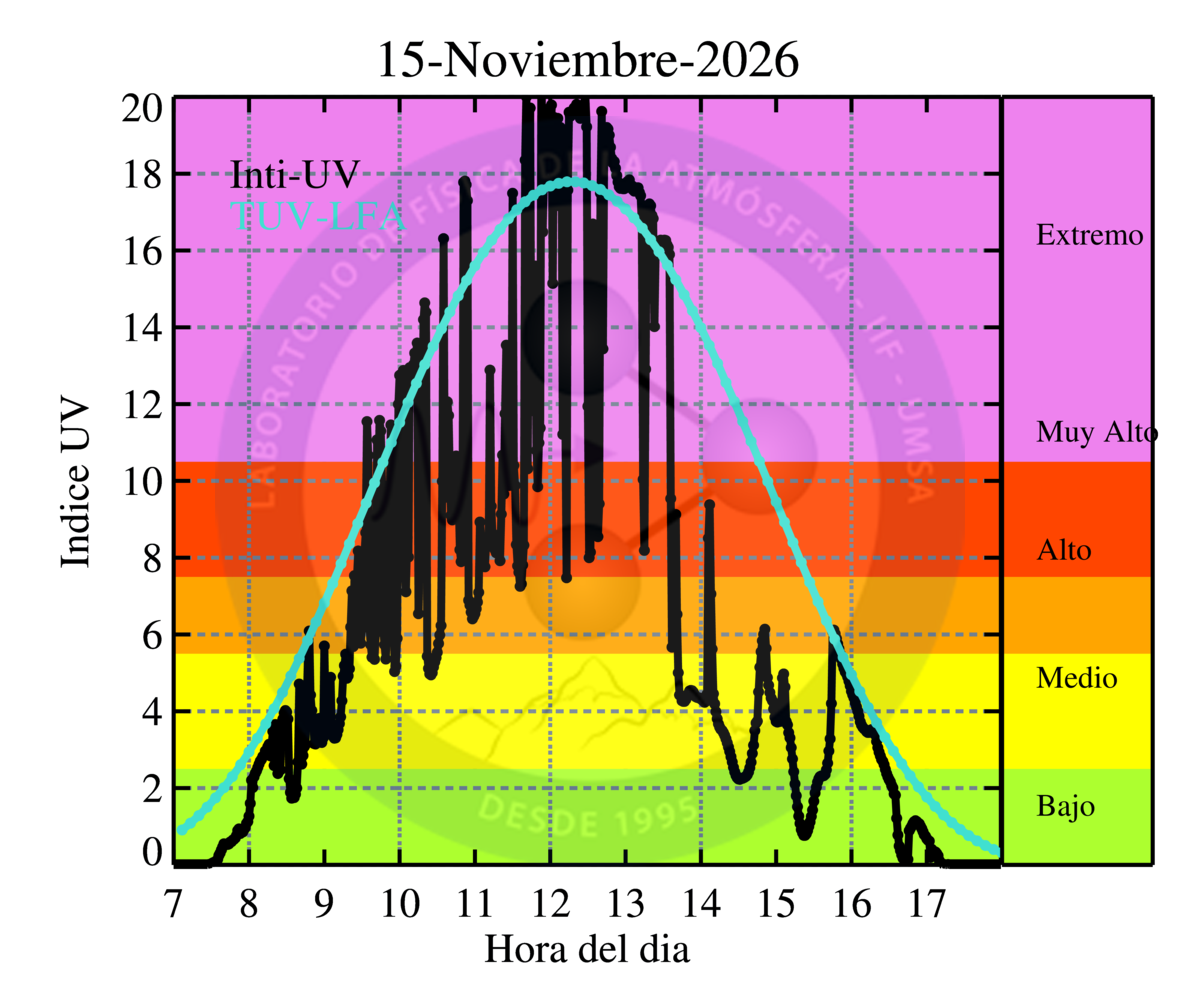 15-Noviembre-2026
Inti-UV
TUV-LFA
LABORATORIO DE FÍSICA DE LA ATMÓSFERA - IIF - UMSA
DESDE 1995
Indice UV
20
18
16
14
12
10
8
6
4
2
0
Extremo
Muy Alto
Alto
Medio
Bajo
7 8 9 10 11 12 13 14 15 16 17
Hora del dia